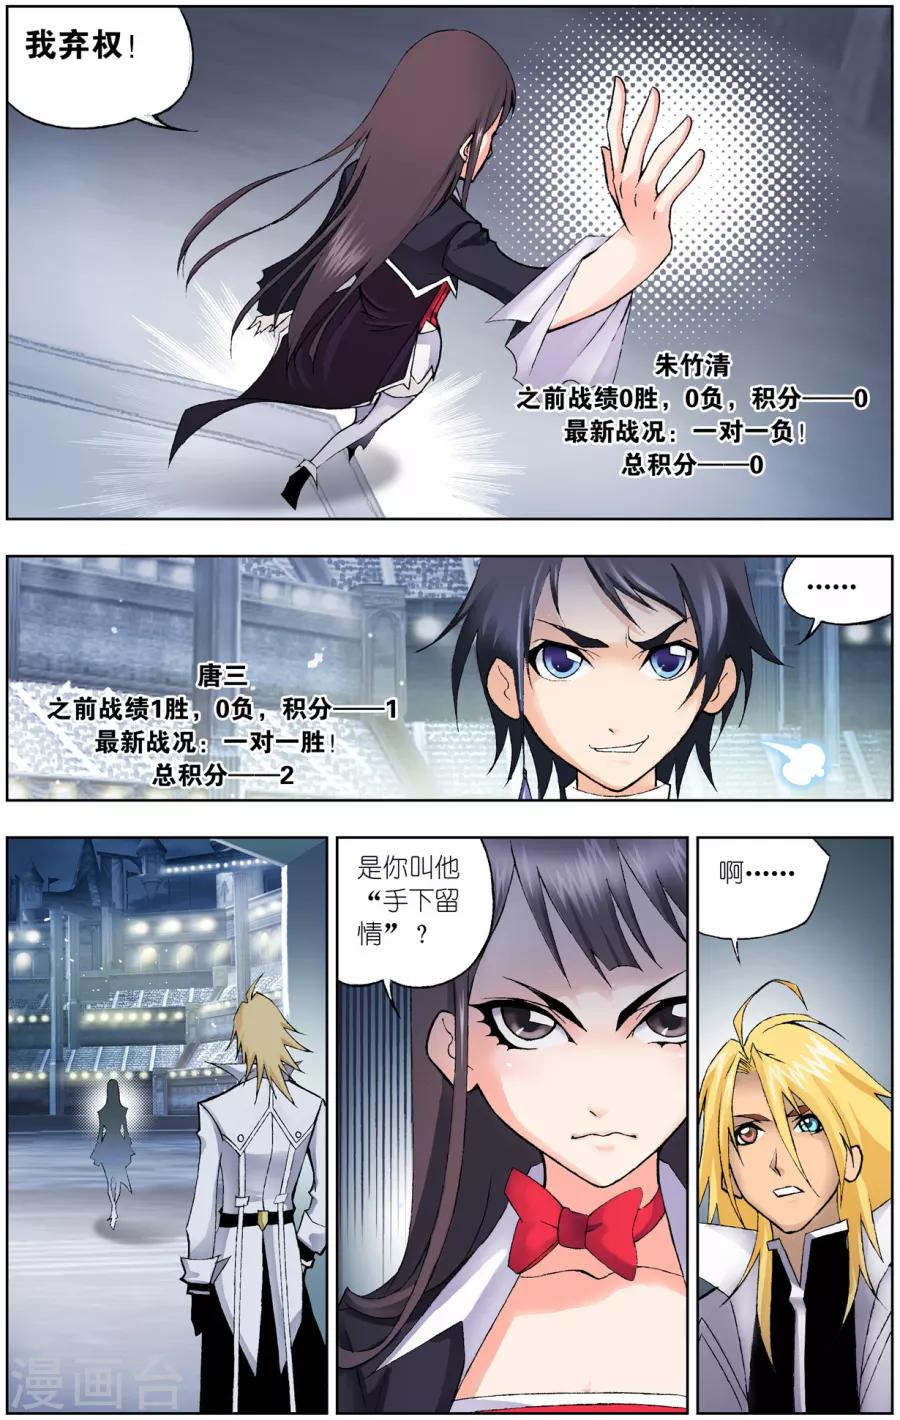 我弃权！
朱竹清
之前战绩0胜，0负，积分——0
最新战况：一对一负！
总积分——0
……
唐三
之前战绩1胜，0负，积分——1
最新战况：一对一胜！
总积分——2
是你叫他
“手下留
情”？
啊……
漫画台